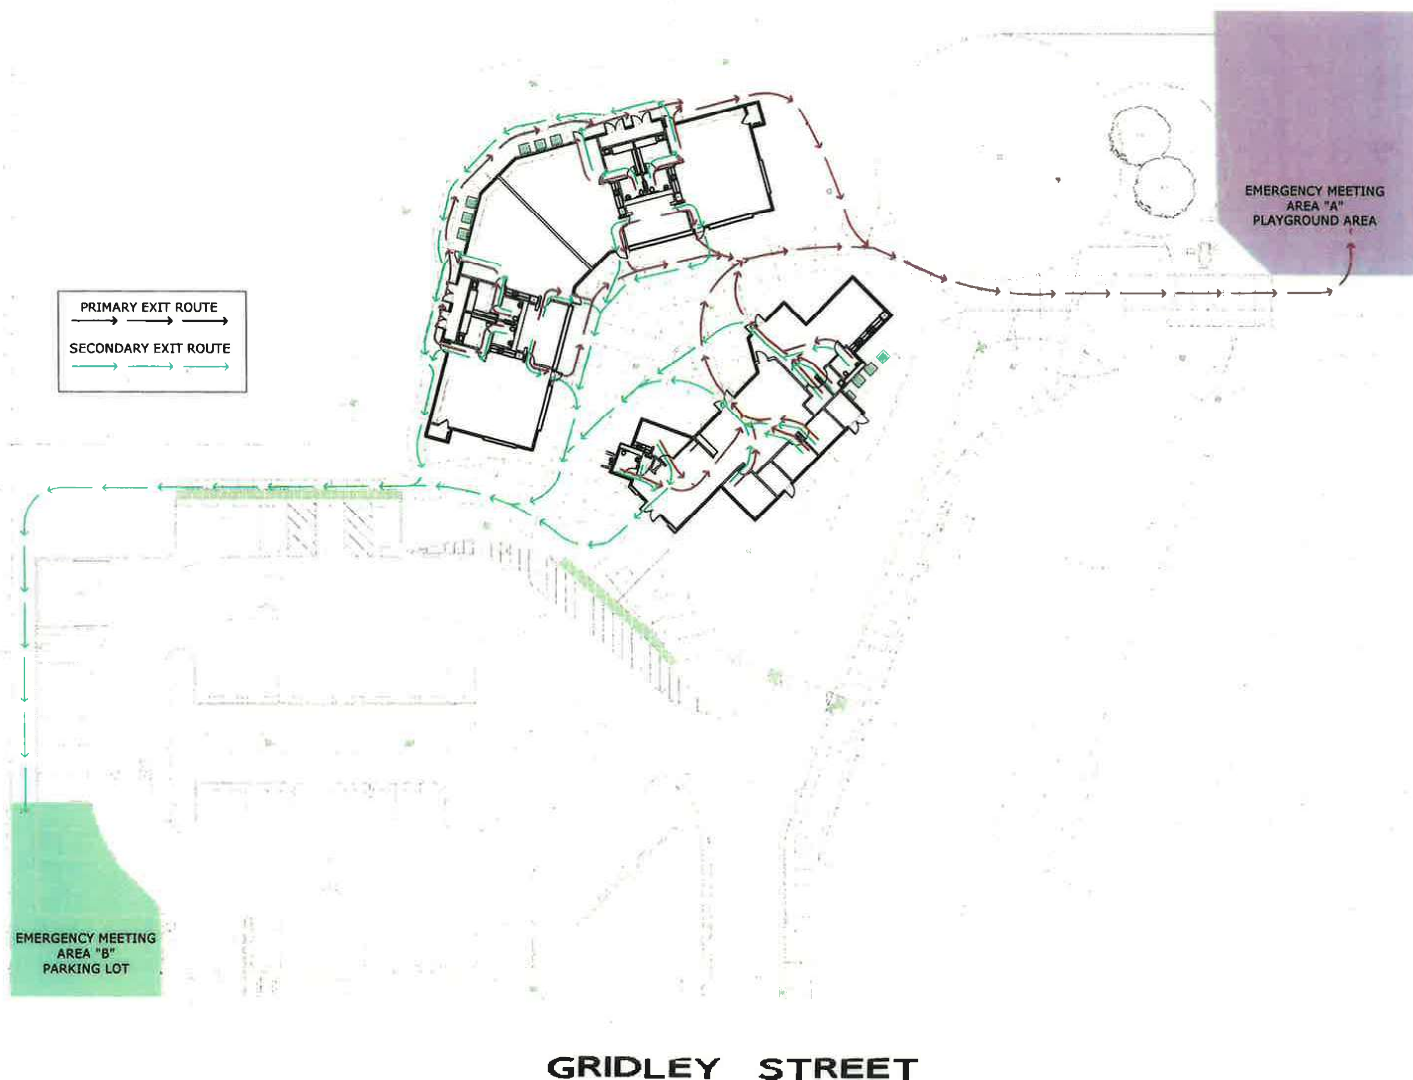 EMERGENCY MEETING
AREA "A"
PLAYGROUND AREA
PRIMARY EXIT ROUTE
SECONDARY EXIT ROUTE
EMERGENCY MEETING
AREA "B"
PARKING LOT
GRIDLEY STREET